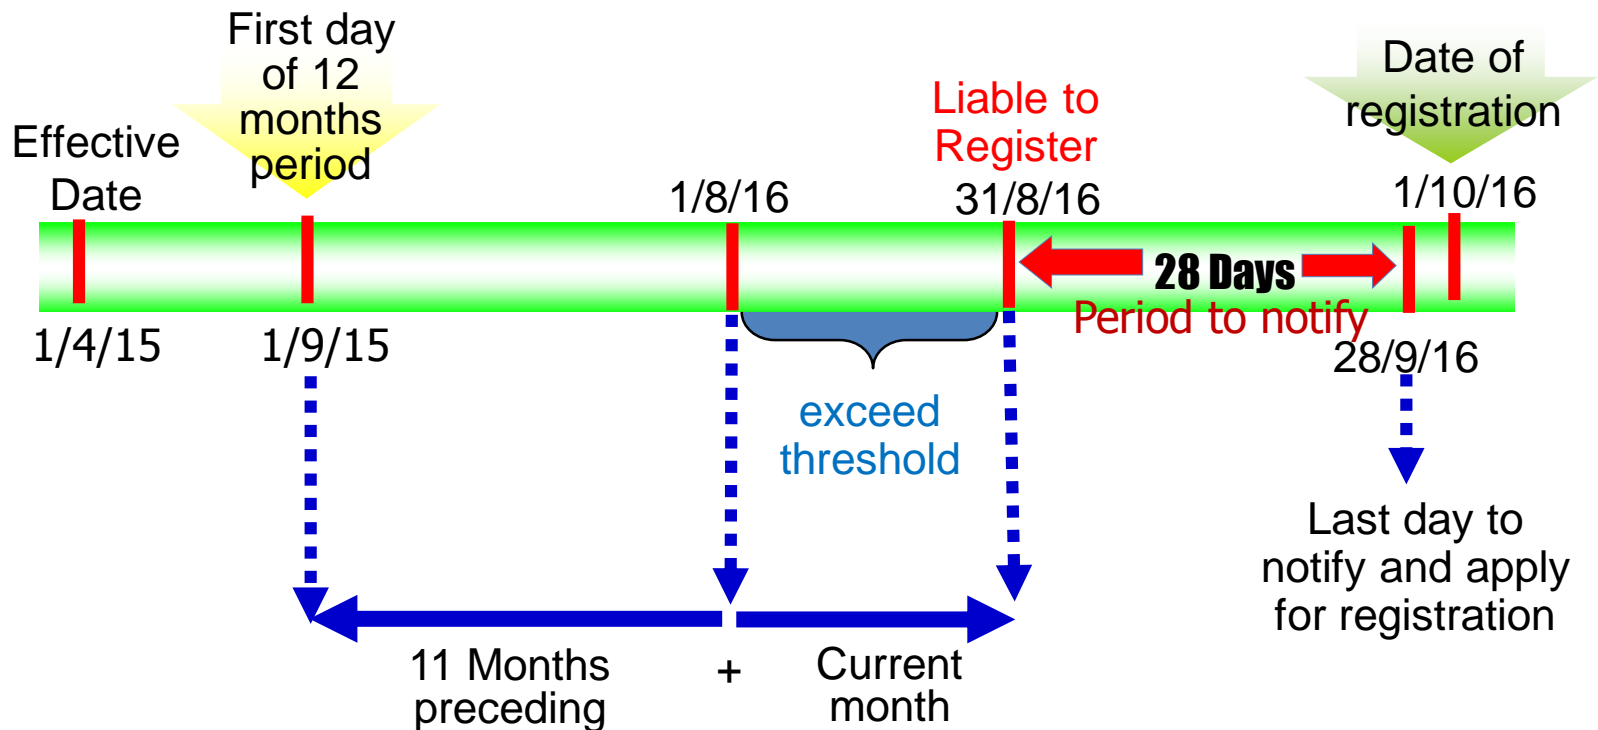 First day
of 12
months
period
Effective
Date
Liable to
Register
Date of
registration
1/8/16
31/8/16
1/10/16
28 Days
Period to notify
1/4/15
1/9/15
28/9/16
exceed
threshold
Last day to
notify and apply
for registration
11 Months
preceding
+
Current
month